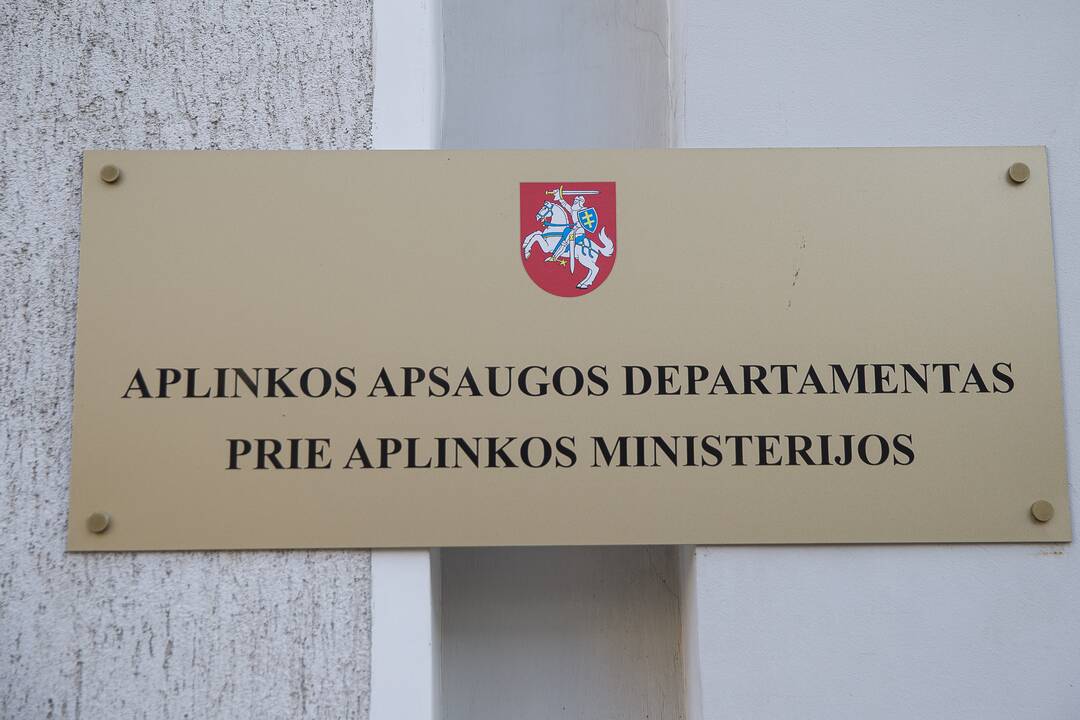 APLINKOS APSAUGOS DEPARTAMENTAS
PRIE APLINKOS MINISTERIJOS